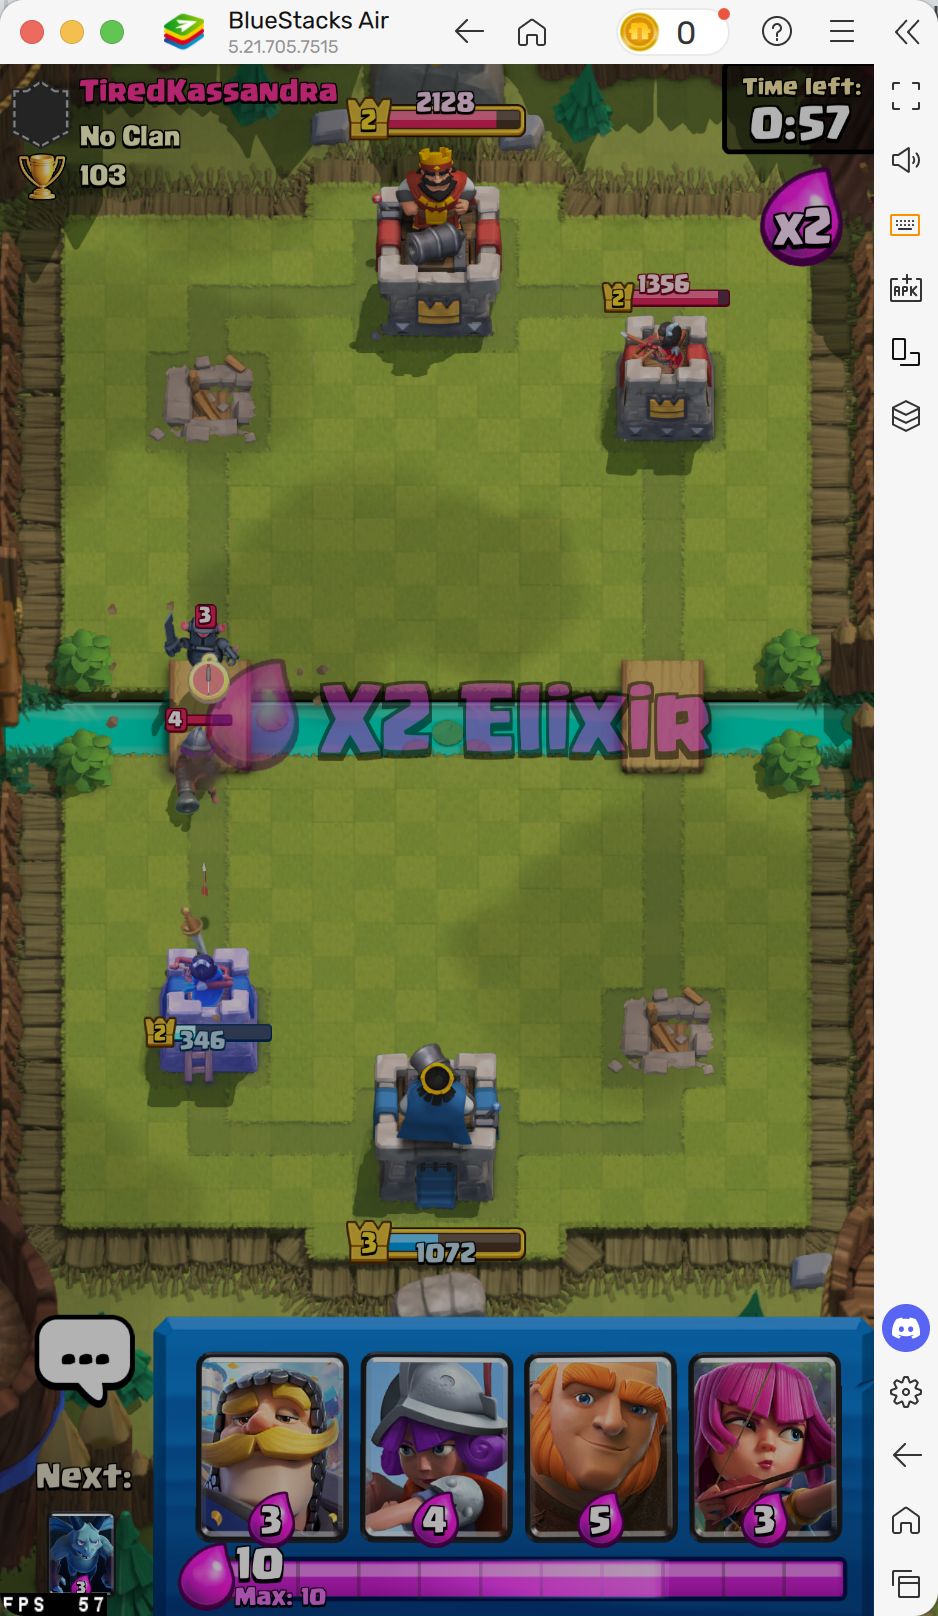 BlueStacks Air
5.21.705.7515
0
TiredKassandra
No Clan
103
2
2128
Time left:
0:57
x2
APK
2
1356
3
4
X2 Elixir
2
346
3
1072
Next:
3
3
4
5
3
10
Max: 10
FPS 57